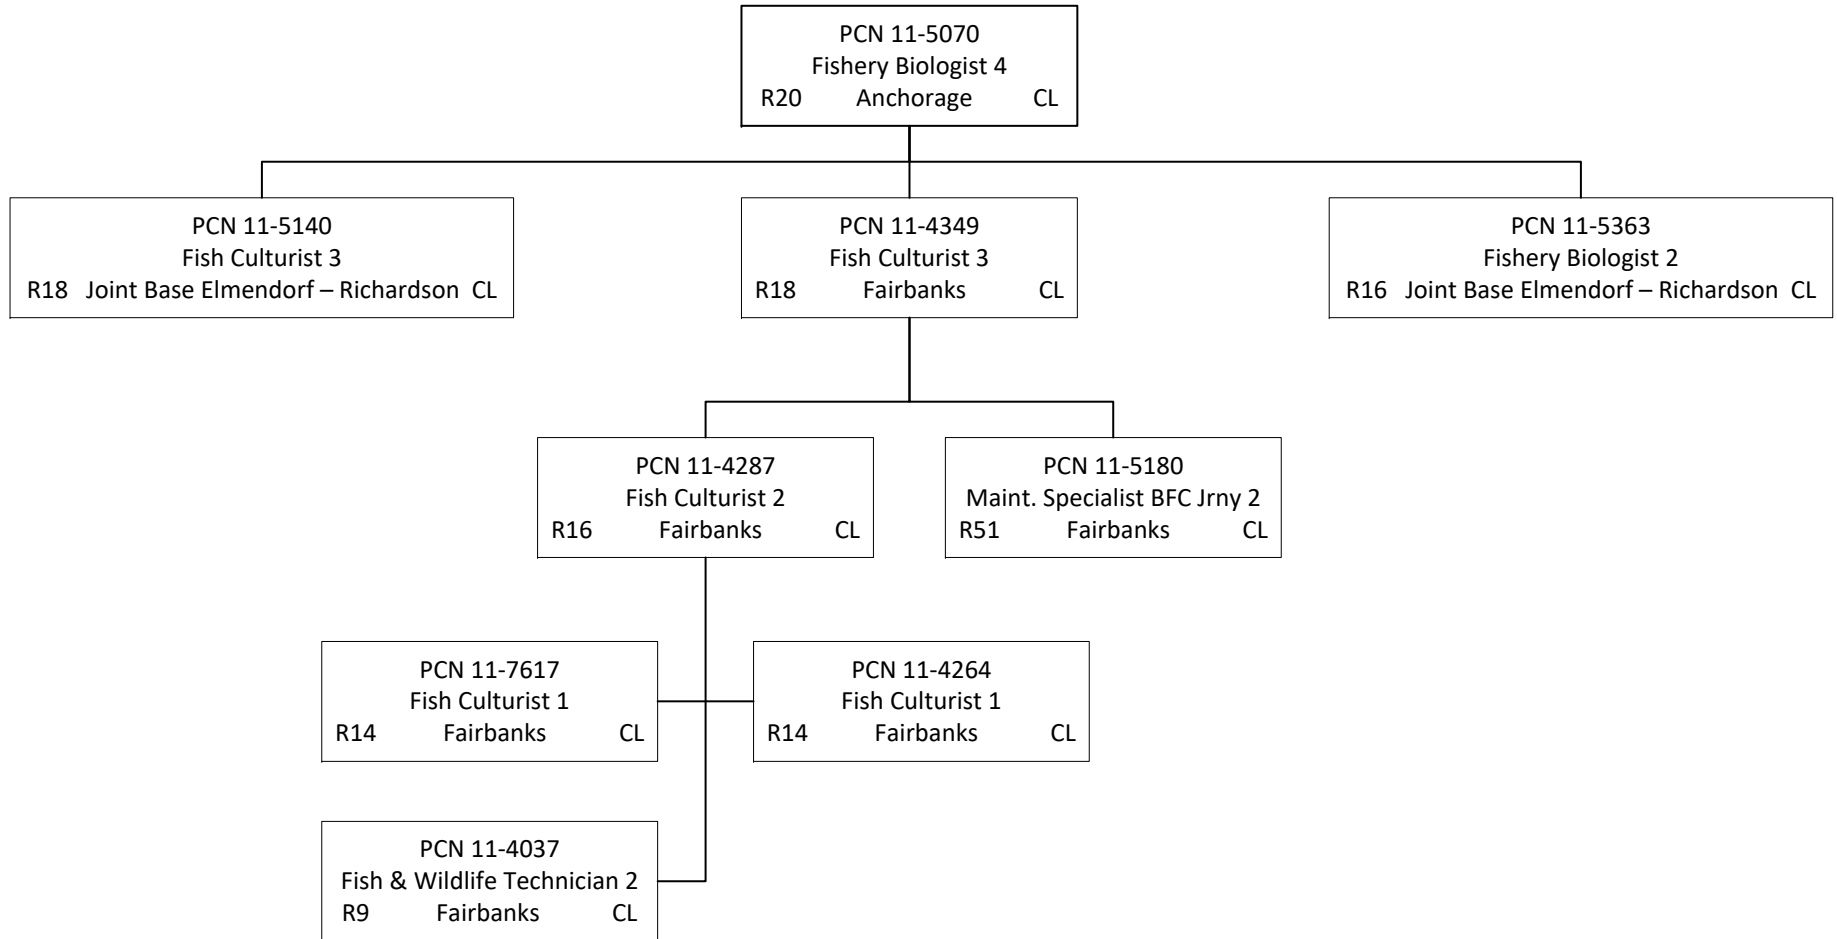 PCN 11-5070
Fishery Biologist 4
R20 Anchorage CL
PCN 11-5140
Fish Culturist 3
R18 Joint Base Elmendorf – Richardson CL
PCN 11-4349
Fish Culturist 3
R18 Fairbanks CL
PCN 11-5363
Fishery Biologist 2
R16 Joint Base Elmendorf – Richardson CL
PCN 11-4287
Fish Culturist 2
R16 Fairbanks CL
PCN 11-5180
Maint. Specialist BFC Jrny 2
R51 Fairbanks CL
PCN 11-7617
Fish Culturist 1
R14 Fairbanks CL
PCN 11-4264
Fish Culturist 1
R14 Fairbanks CL
PCN 11-4037
Fish & Wildlife Technician 2
R9 Fairbanks CL